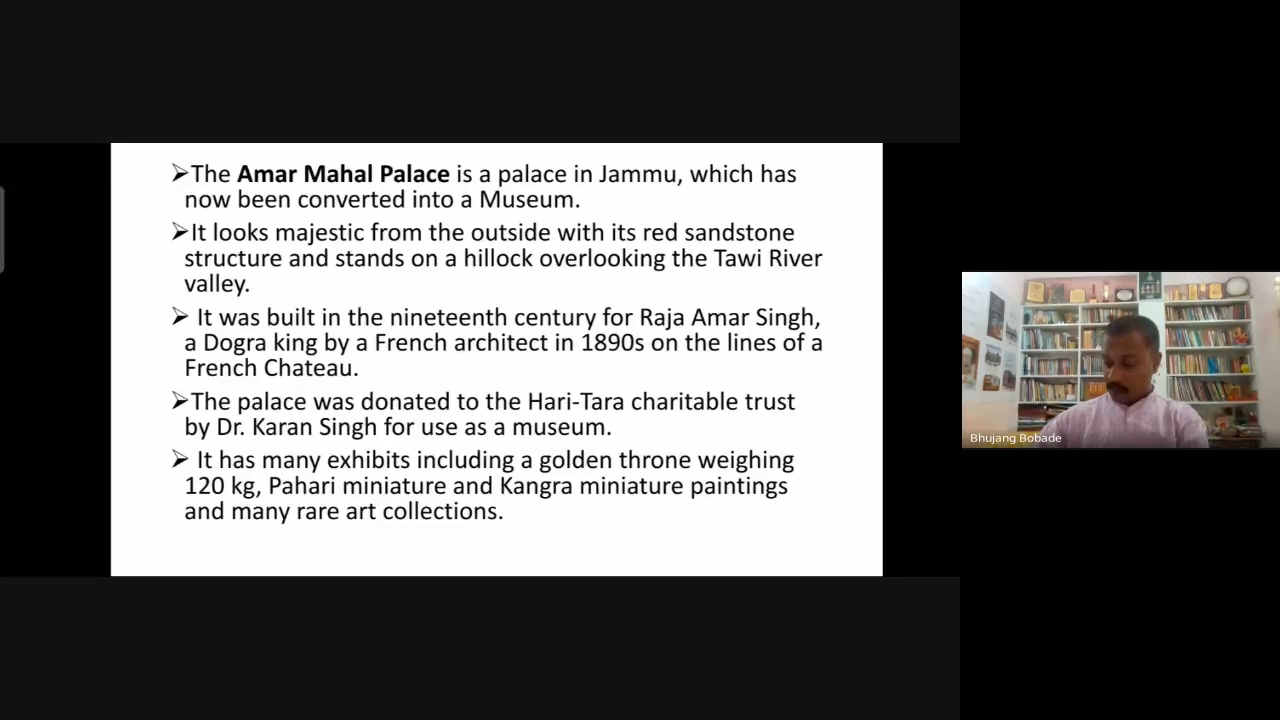 ➢The Amar Mahal Palace is a palace in Jammu, which has
now been converted into a Museum.
➢It looks majestic from the outside with its red sandstone
structure and stands on a hillock overlooking the Tawi River
valley.
➢ It was built in the nineteenth century for Raja Amar Singh,
a Dogra king by a French architect in 1890s on the lines of a
French Chateau.
➢The palace was donated to the Hari-Tara charitable trust
by Dr. Karan Singh for use as a museum.
➢ It has many exhibits including a golden throne weighing
120 kg, Pahari miniature and Kangra miniature paintings
and many rare art collections.
Bhujang Bobade